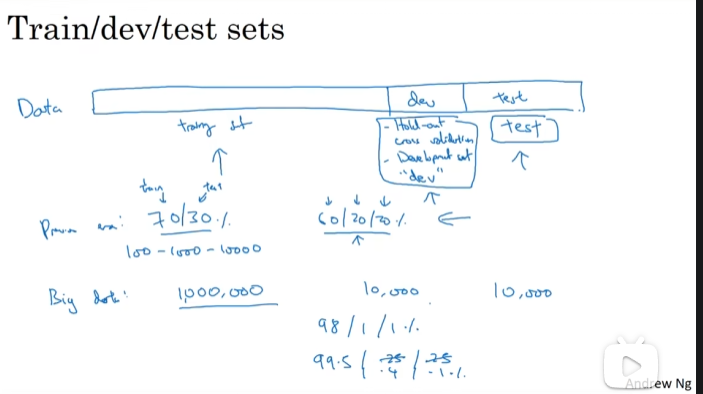 Train/dev/test sets
Data
dev
test
training set
- Hold-out
cross validation
- Development set
"dev"
test
train test
Previous era: 70/30% 60/20/20%
100-1000-10000
Big data: 1,000,000 10,000 10,000
98/1/1%
99.5/.25/.25
.4 .1%
Andrew Ng